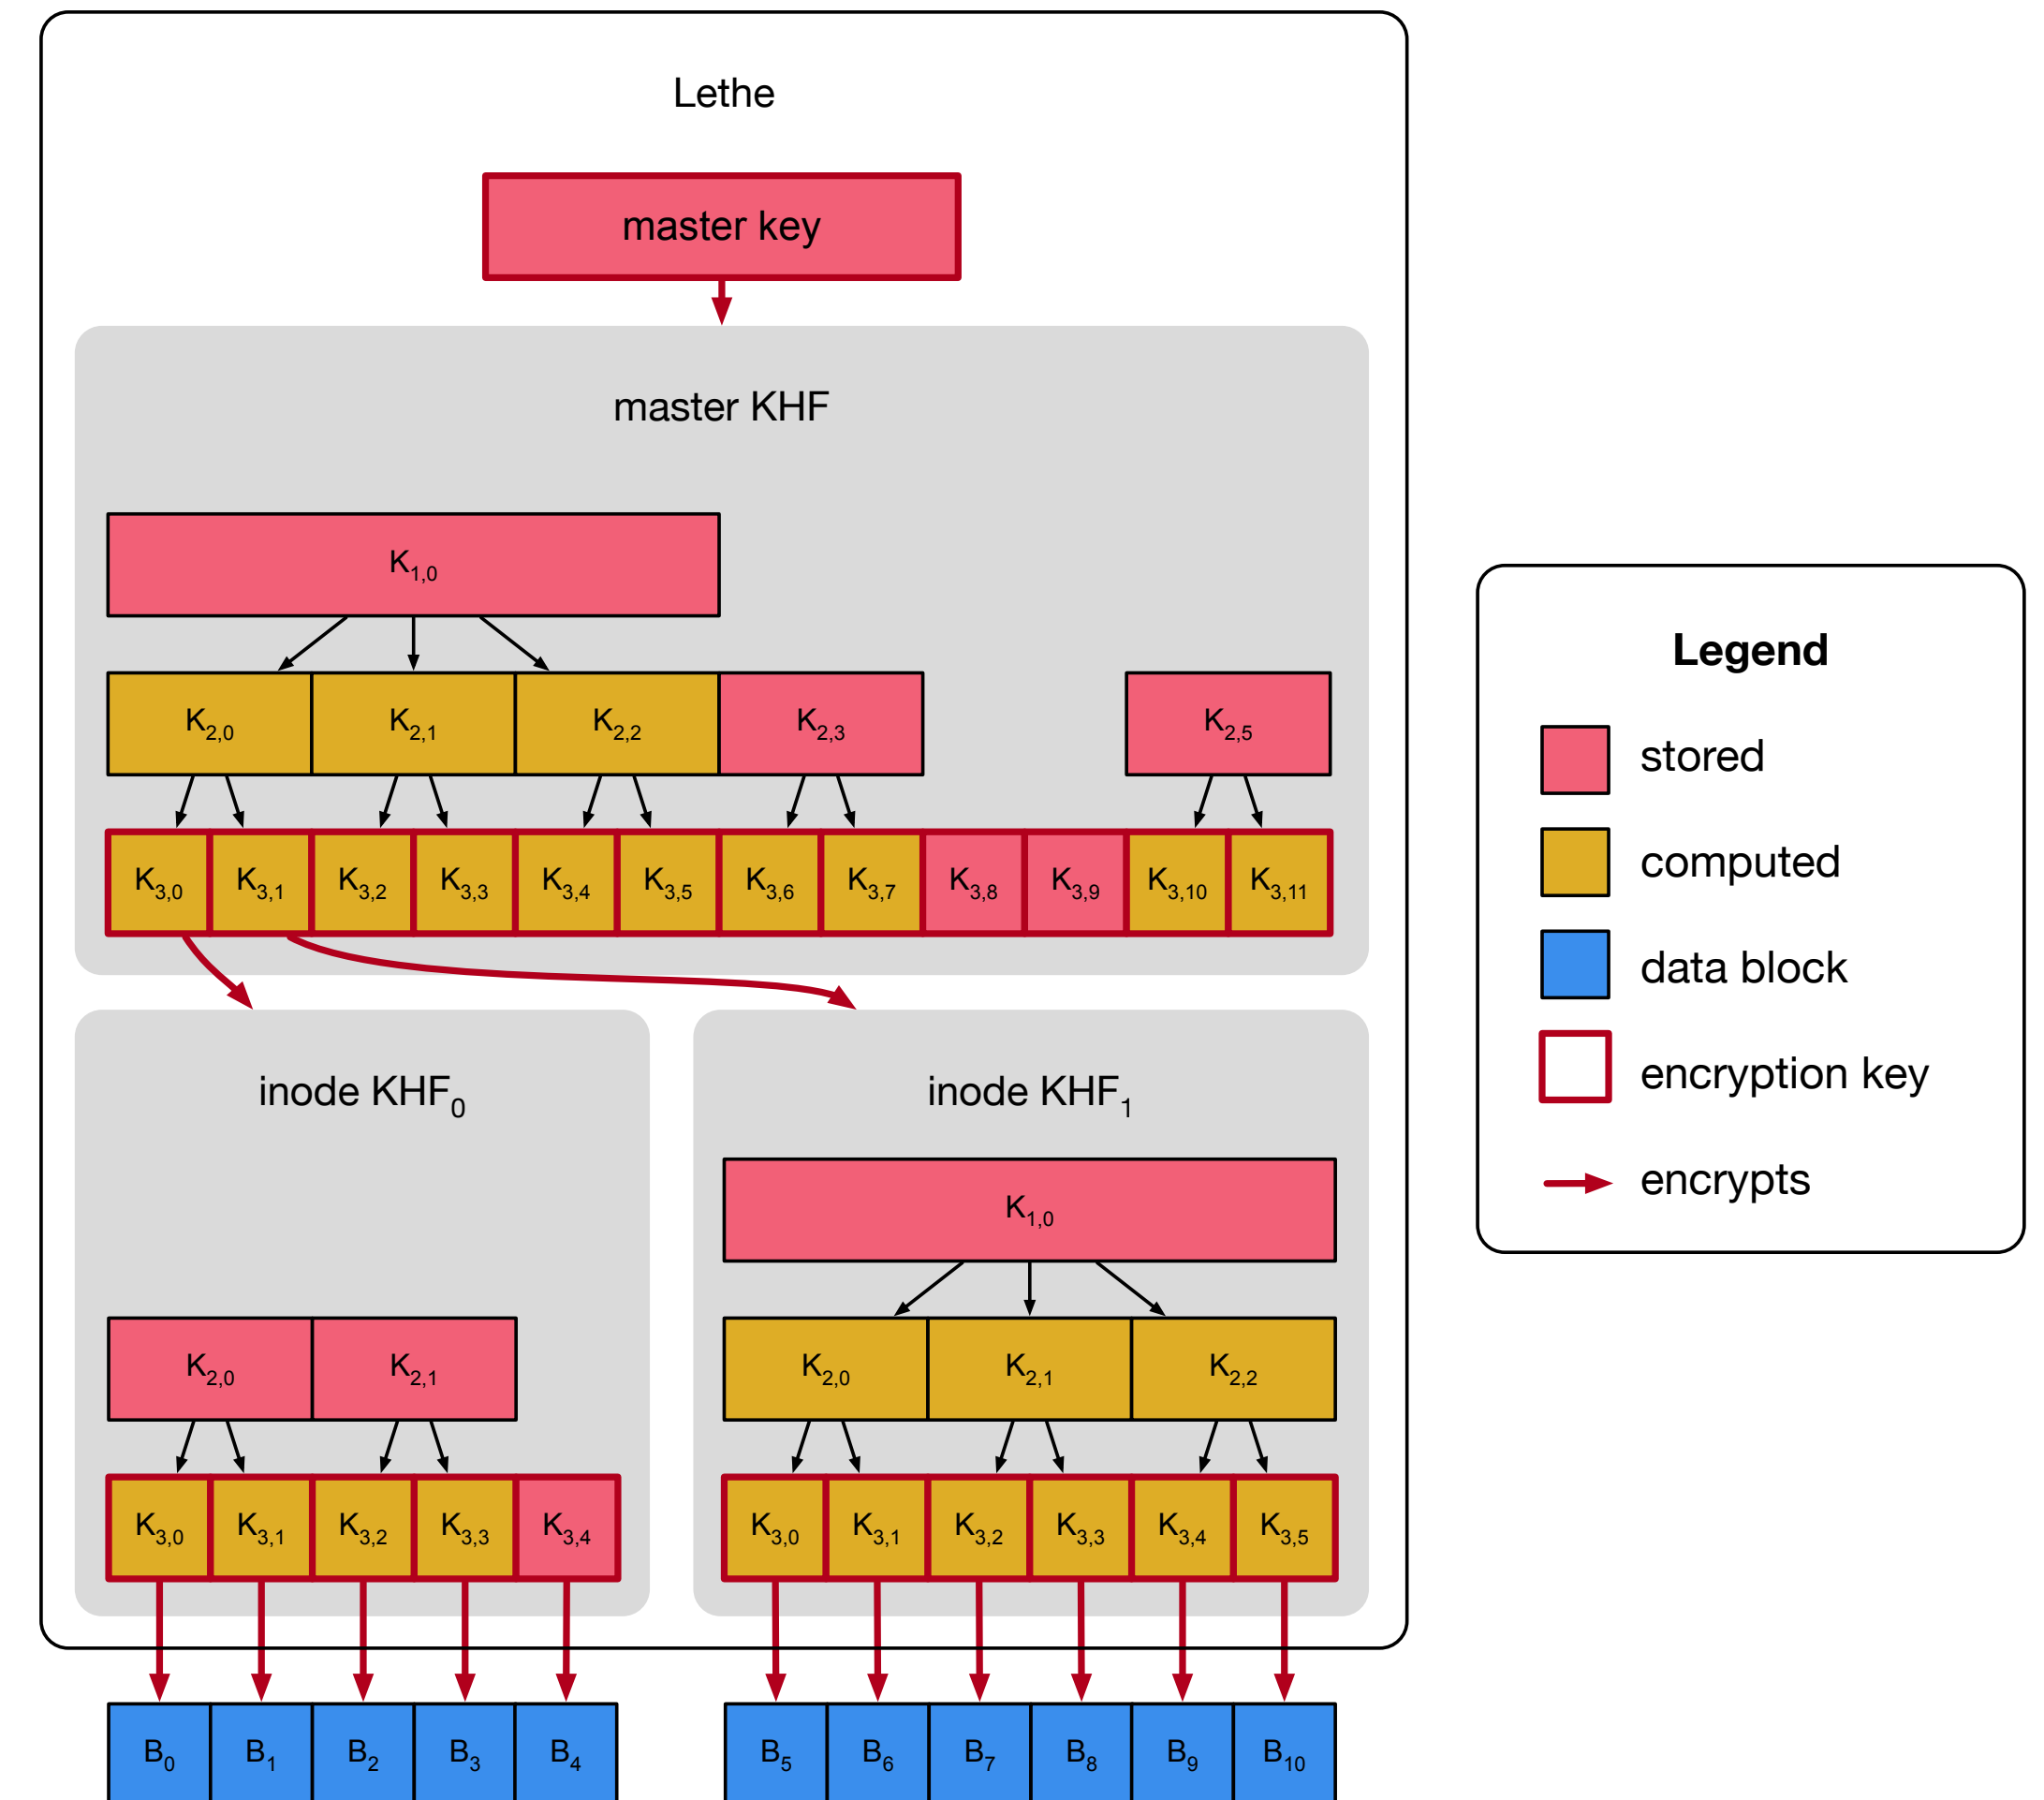 Lethe
master key
master KHF
K1,0
K2,0 K2,1 K2,2 K2,3 K2,5
K3,0 K3,1 K3,2 K3,3 K3,4 K3,5 K3,6 K3,7 K3,8 K3,9 K3,10 K3,11
inode KHF0
K2,0 K2,1
K3,0 K3,1 K3,2 K3,3 K3,4
B0 B1 B2 B3 B4
inode KHF1
K1,0
K2,0 K2,1 K2,2
K3,0 K3,1 K3,2 K3,3 K3,4 K3,5
B5 B6 B7 B8 B9 B10
Legend
stored
computed
data block
encryption key
encrypts